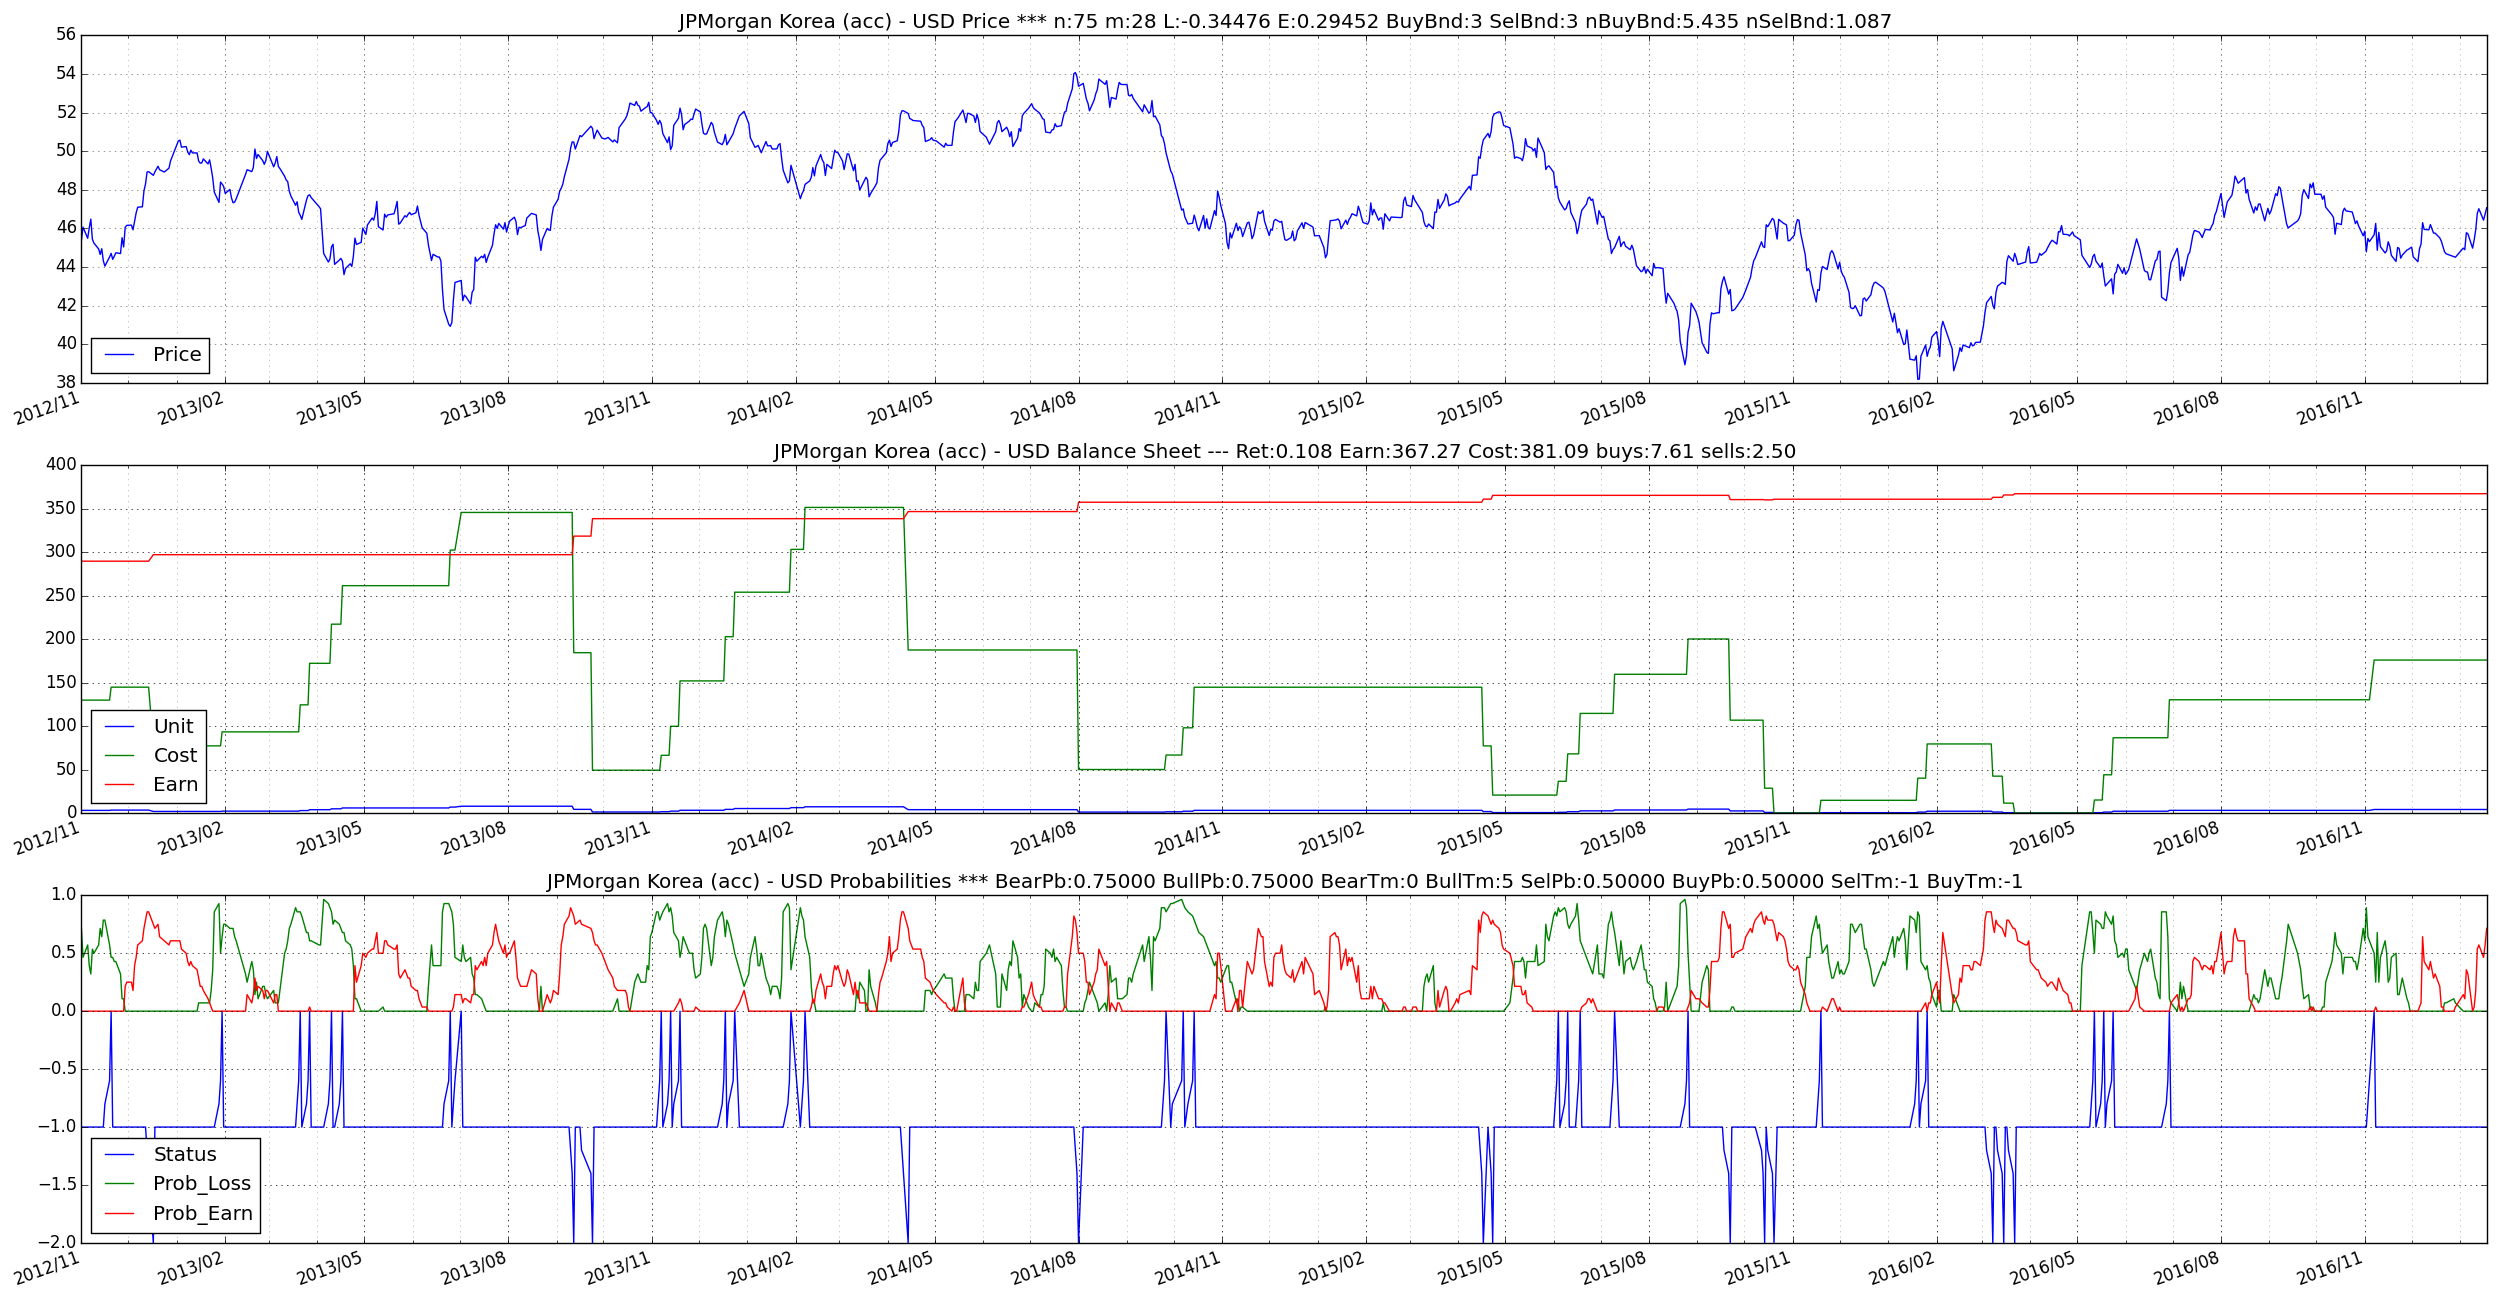 JPMorgan Korea (acc) - USD Price *** n:75 m:28 L:-0.34476 E:0.29452 BuyBnd:3 SelBnd:3 nBuyBnd:5.435 nSelBnd:1.087
56
54
52
50
48
46
44
42
40
38
Price
2012/11 2013/02 2013/05 2013/08 2013/11 2014/02 2014/05 2014/08 2014/11 2015/02 2015/05 2015/08 2015/11 2016/02 2016/05 2016/08 2016/11
JPMorgan Korea (acc) - USD Balance Sheet --- Ret:0.108 Earn:367.27 Cost:381.09 buys:7.61 sells:2.50
400
350
300
250
200
150
100
50
0
Unit
Cost
Earn
2012/11 2013/02 2013/05 2013/08 2013/11 2014/02 2014/05 2014/08 2014/11 2015/02 2015/05 2015/08 2015/11 2016/02 2016/05 2016/08 2016/11
JPMorgan Korea (acc) - USD Probabilities *** BearPb:0.75000 BullPb:0.75000 BearTm:0 BullTm:5 SelPb:0.50000 BuyPb:0.50000 SelTm:-1 BuyTm:-1
1.0
0.5
0.0
−0.5
−1.0
−1.5
−2.0
Status
Prob_Loss
Prob_Earn
2012/11 2013/02 2013/05 2013/08 2013/11 2014/02 2014/05 2014/08 2014/11 2015/02 2015/05 2015/08 2015/11 2016/02 2016/05 2016/08 2016/11